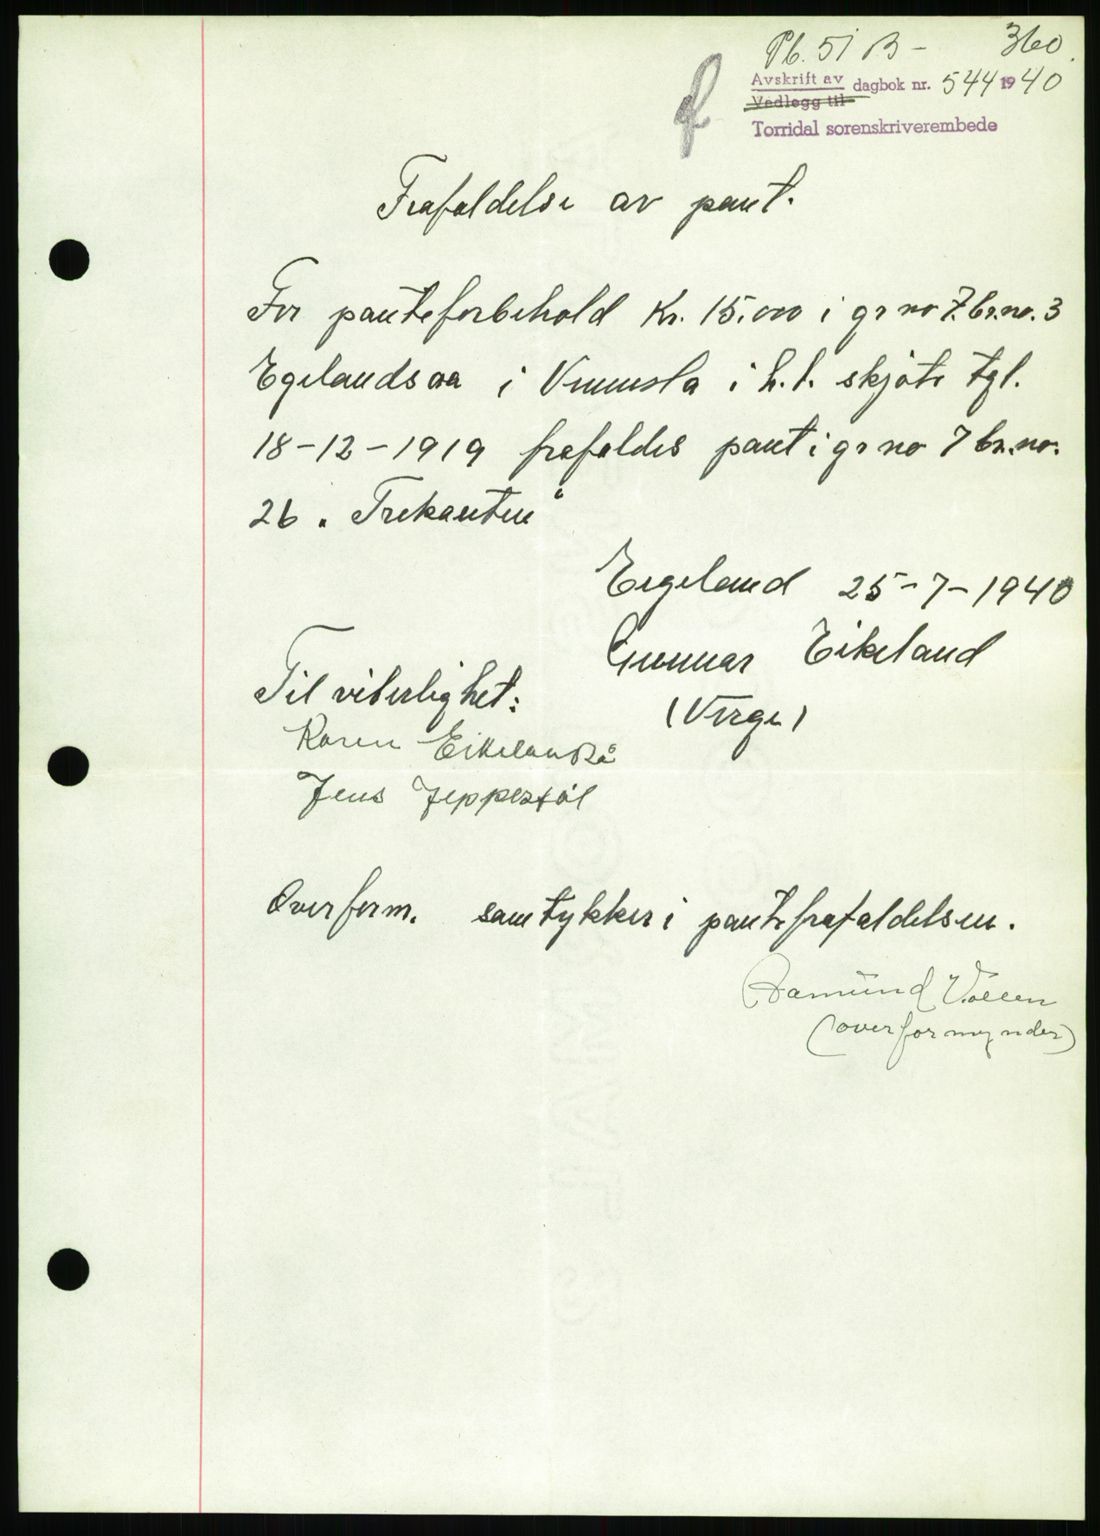 Pb. 51 B - 360.
Avskrift av
Vedlegg til
dagbok nr. 544 1940
Torridal sorenskriverembede
Frafaldelse av pant.
For panteforbehold Kr. 15.000 i gr no 7. br.no. 3
Egelandsaa i Vennesla i h.t. skjøte tgl.
18-12-1919 frafaldes pant i gr no 7 br.no.
26 „Trekanten“
Eegeland 25-7-1940
Gunnar Eikeland
(Verge)
Til viterlighet:
Karen Eikelandså
Jens Jeppestøl
Overform. samtykker i pantefrafaldelsen.
Aamund Vollen
(overformynder)